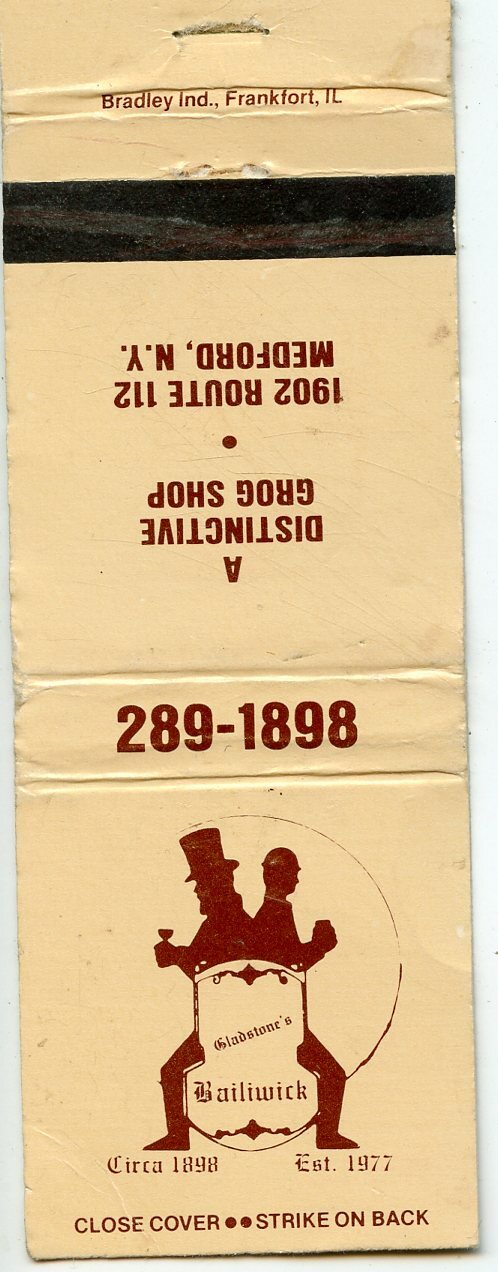 Bradley Ind., Frankfort, IL
A
DISTINCTIVE
GROG SHOP
•
1902 ROUTE 112
MEDFORD, N.Y.
289-1898
Gladstone's
Bailiwick
Circa 1898 Est. 1977
CLOSE COVER ●● STRIKE ON BACK